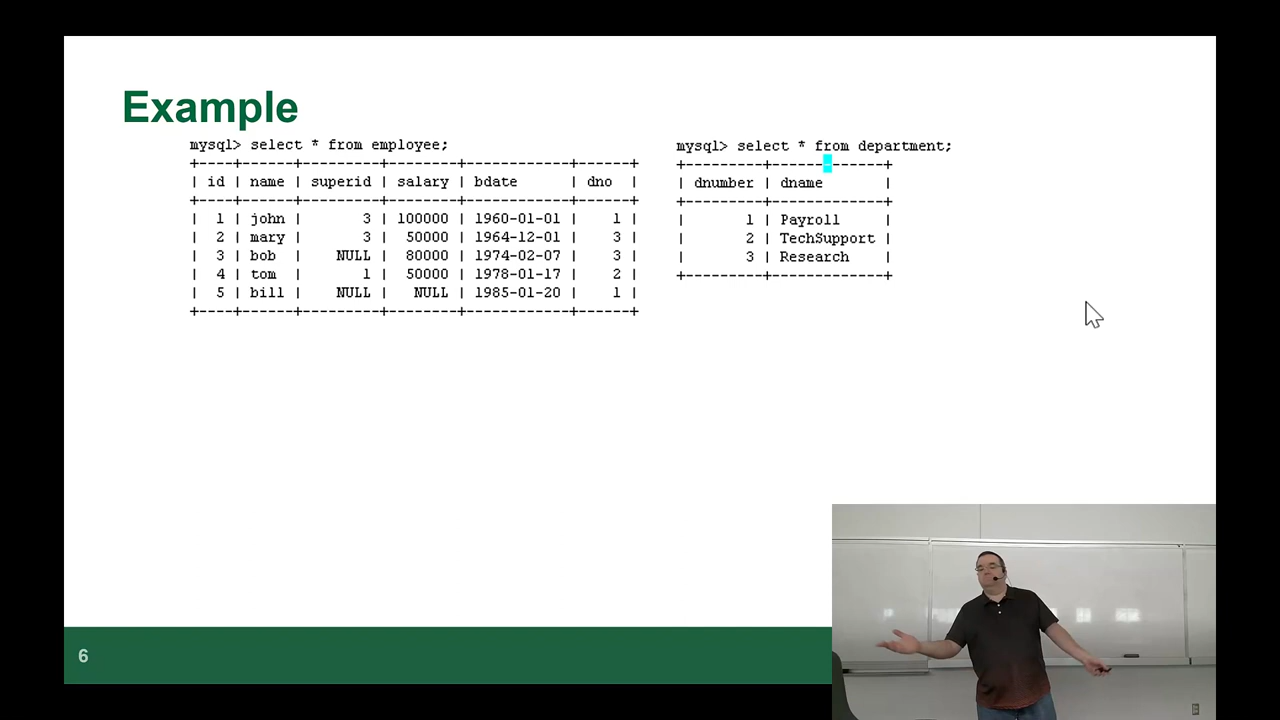 Example
mysql> select * from employee;
+----+------+---------+--------+------------+------+
| id | name | superid | salary | bdate      | dno  |
+----+------+---------+--------+------------+------+
|  1 | john |       3 | 100000 | 1960-01-01 |    1 |
|  2 | mary |       3 |  50000 | 1964-12-01 |    3 |
|  3 | bob  |    NULL |  80000 | 1974-02-07 |    3 |
|  4 | tom  |       1 |  50000 | 1978-01-17 |    2 |
|  5 | bill |    NULL |   NULL | 1985-01-20 |    1 |
+----+------+---------+--------+------------+------+
mysql> select * from department;
+---------+-------------+
| dnumber | dname       |
+---------+-------------+
|       1 | Payroll     |
|       2 | TechSupport |
|       3 | Research    |
+---------+-------------+
6